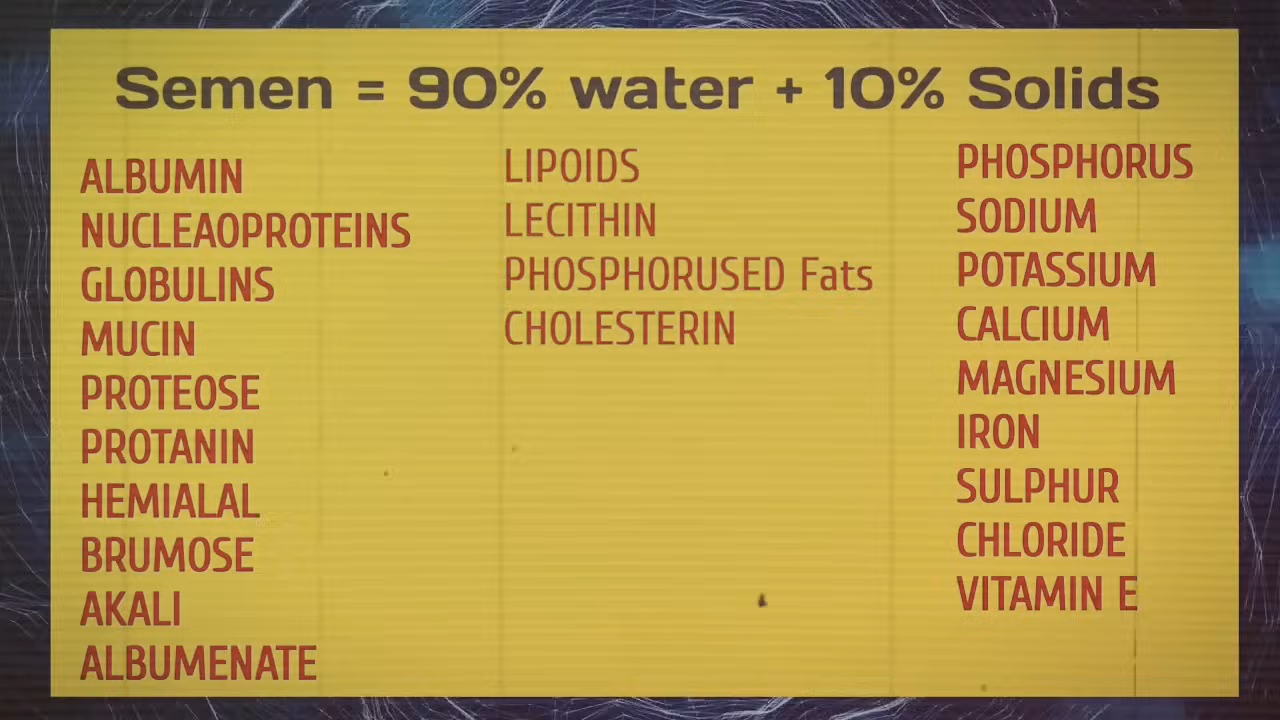 Semen = 90% water + 10% Solids
ALBUMIN
NUCLEAOPROTEINS
GLOBULINS
MUCIN
PROTEOSE
PROTANIN
HEMIALAL
BRUMOSE
AKALI
ALBUMENATE
LIPOIDS
LECITHIN
PHOSPHORUSED Fats
CHOLESTERIN
PHOSPHORUS
SODIUM
POTASSIUM
CALCIUM
MAGNESIUM
IRON
SULPHUR
CHLORIDE
VITAMIN E